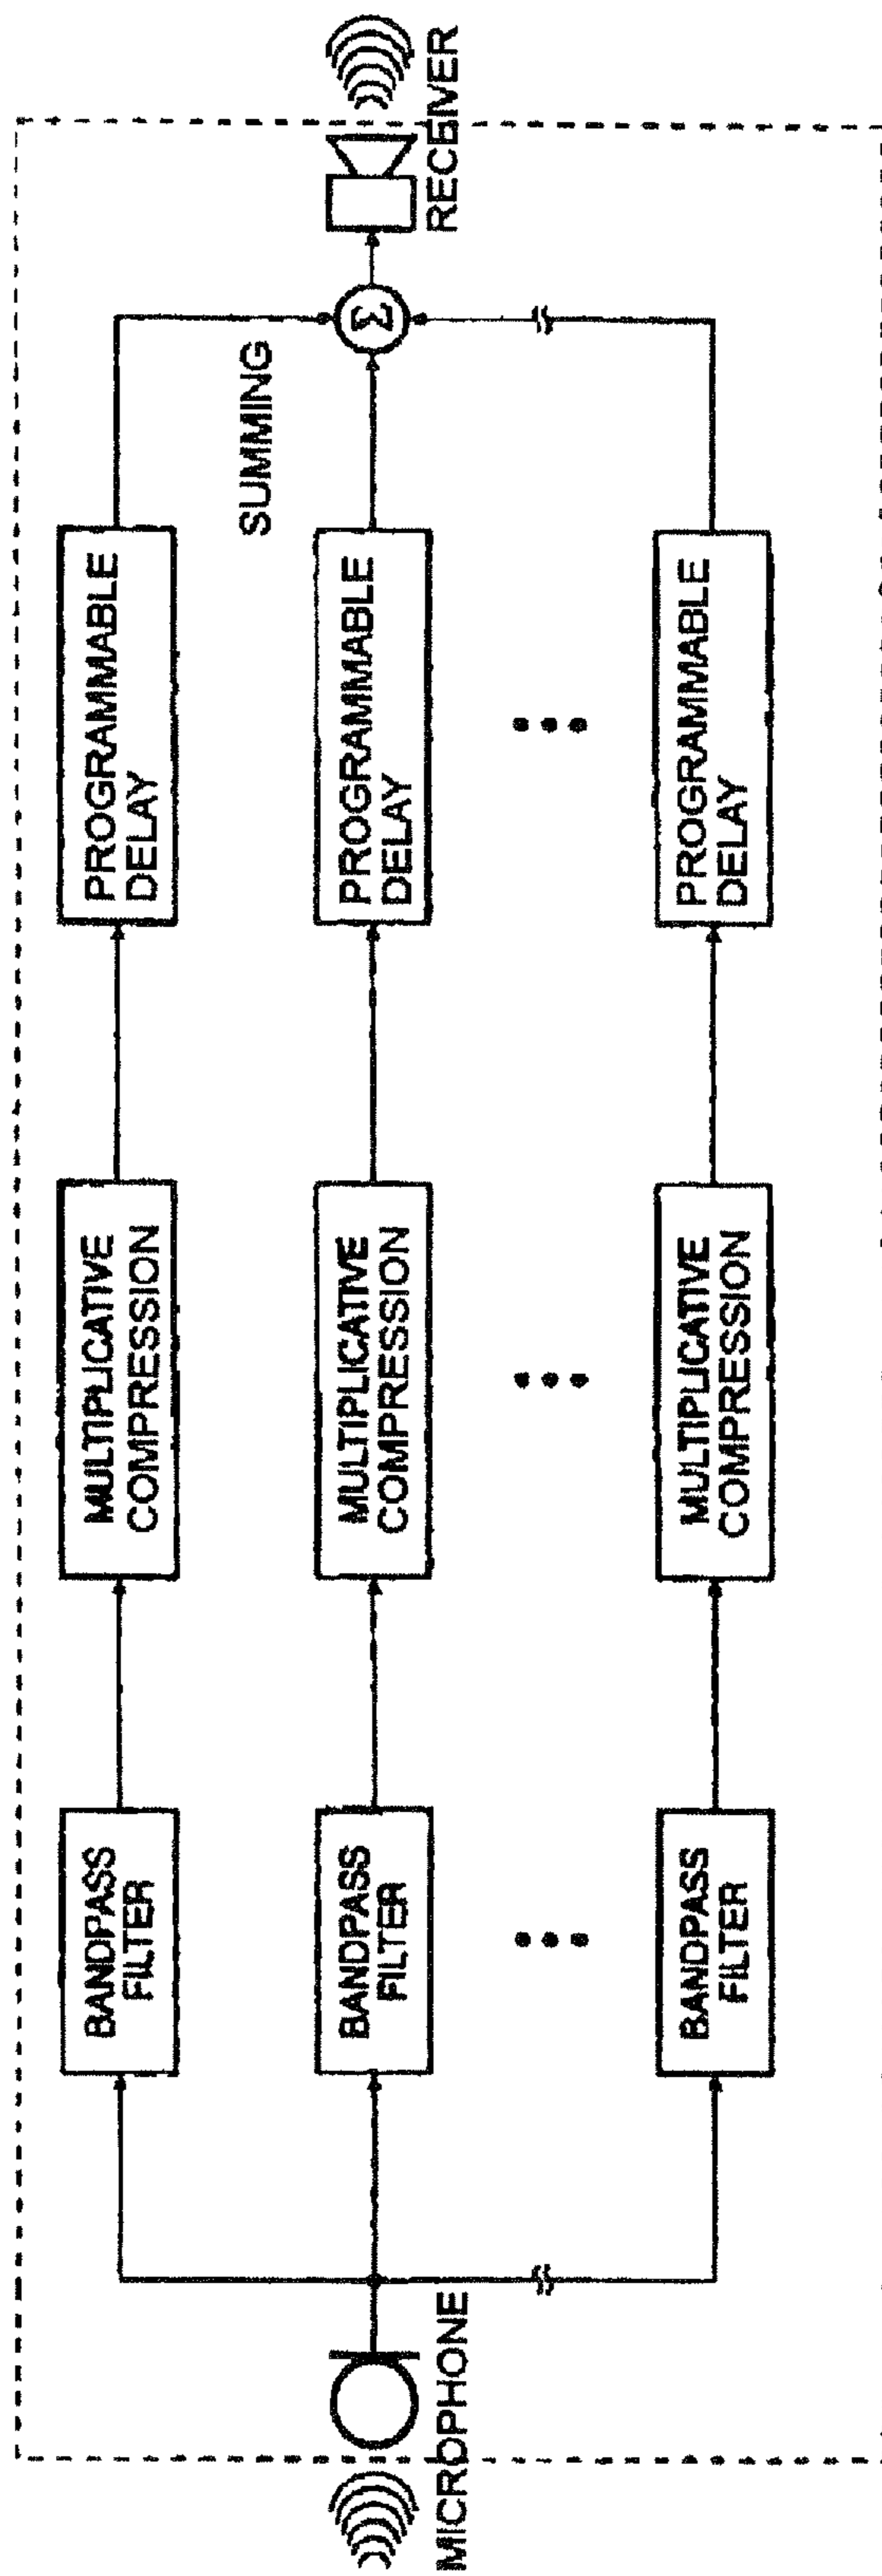 MICROPHONE
BANDPASS
FILTER
MULTIPLICATIVE
COMPRESSION
PROGRAMMABLE
DELAY
BANDPASS
FILTER
MULTIPLICATIVE
COMPRESSION
PROGRAMMABLE
DELAY
BANDPASS
FILTER
MULTIPLICATIVE
COMPRESSION
PROGRAMMABLE
DELAY
SUMMING
Σ
RECEIVER